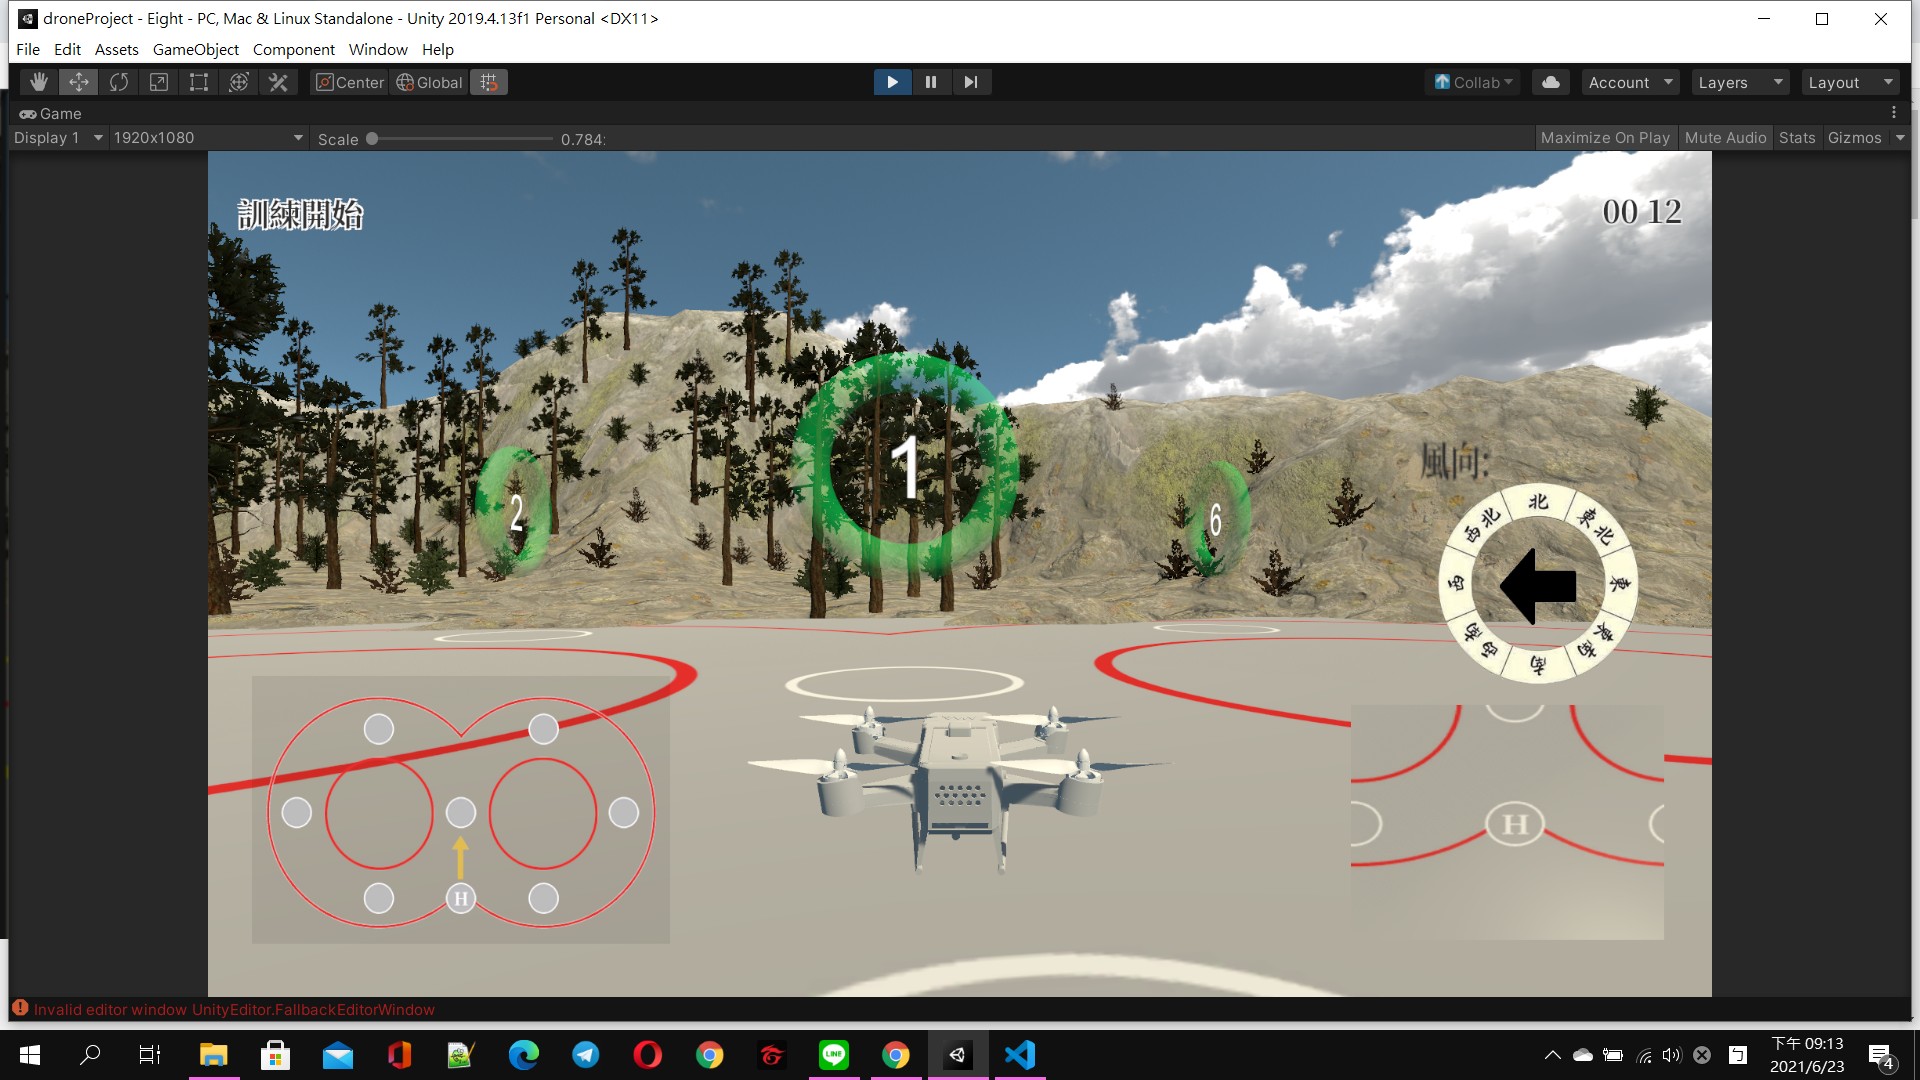 droneProject - Eight - PC, Mac & Linux Standalone - Unity 2019.4.13f1 Personal <DX11>
File Edit Assets GameObject Component Window Help
Center Global Collab Account Layers Layout
Game
Display 1 1920x1080 Scale 0.784: Maximize On Play Mute Audio Stats Gizmos
訓練開始
00 12
1
2
6
風向:
北
東北
東
東南
南
西南
西
西北
H
H
Invalid editor window UnityEditor.FallbackEditorWindow
LINE
下午 09:13
2021/6/23
4